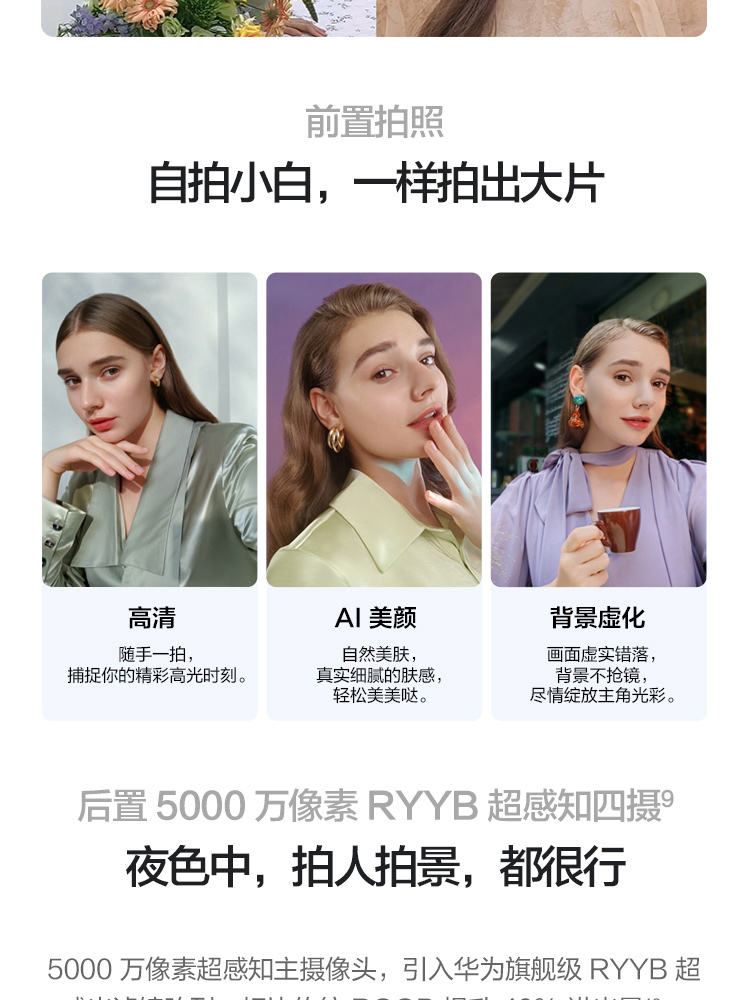 前置拍照
自拍小白，一样拍出大片
高清
随手一拍，
捕捉你的精彩高光时刻。
AI 美颜
自然美肤，
真实细腻的肤感，
轻松美美哒。
背景虚化
画面虚实错落，
背景不抢镜，
尽情绽放主角光彩。
后置 5000 万像素 RYYB 超感知四摄9
夜色中，拍人拍景，都很行
5000 万像素超感知主摄像头，引入华为旗舰级 RYYB 超